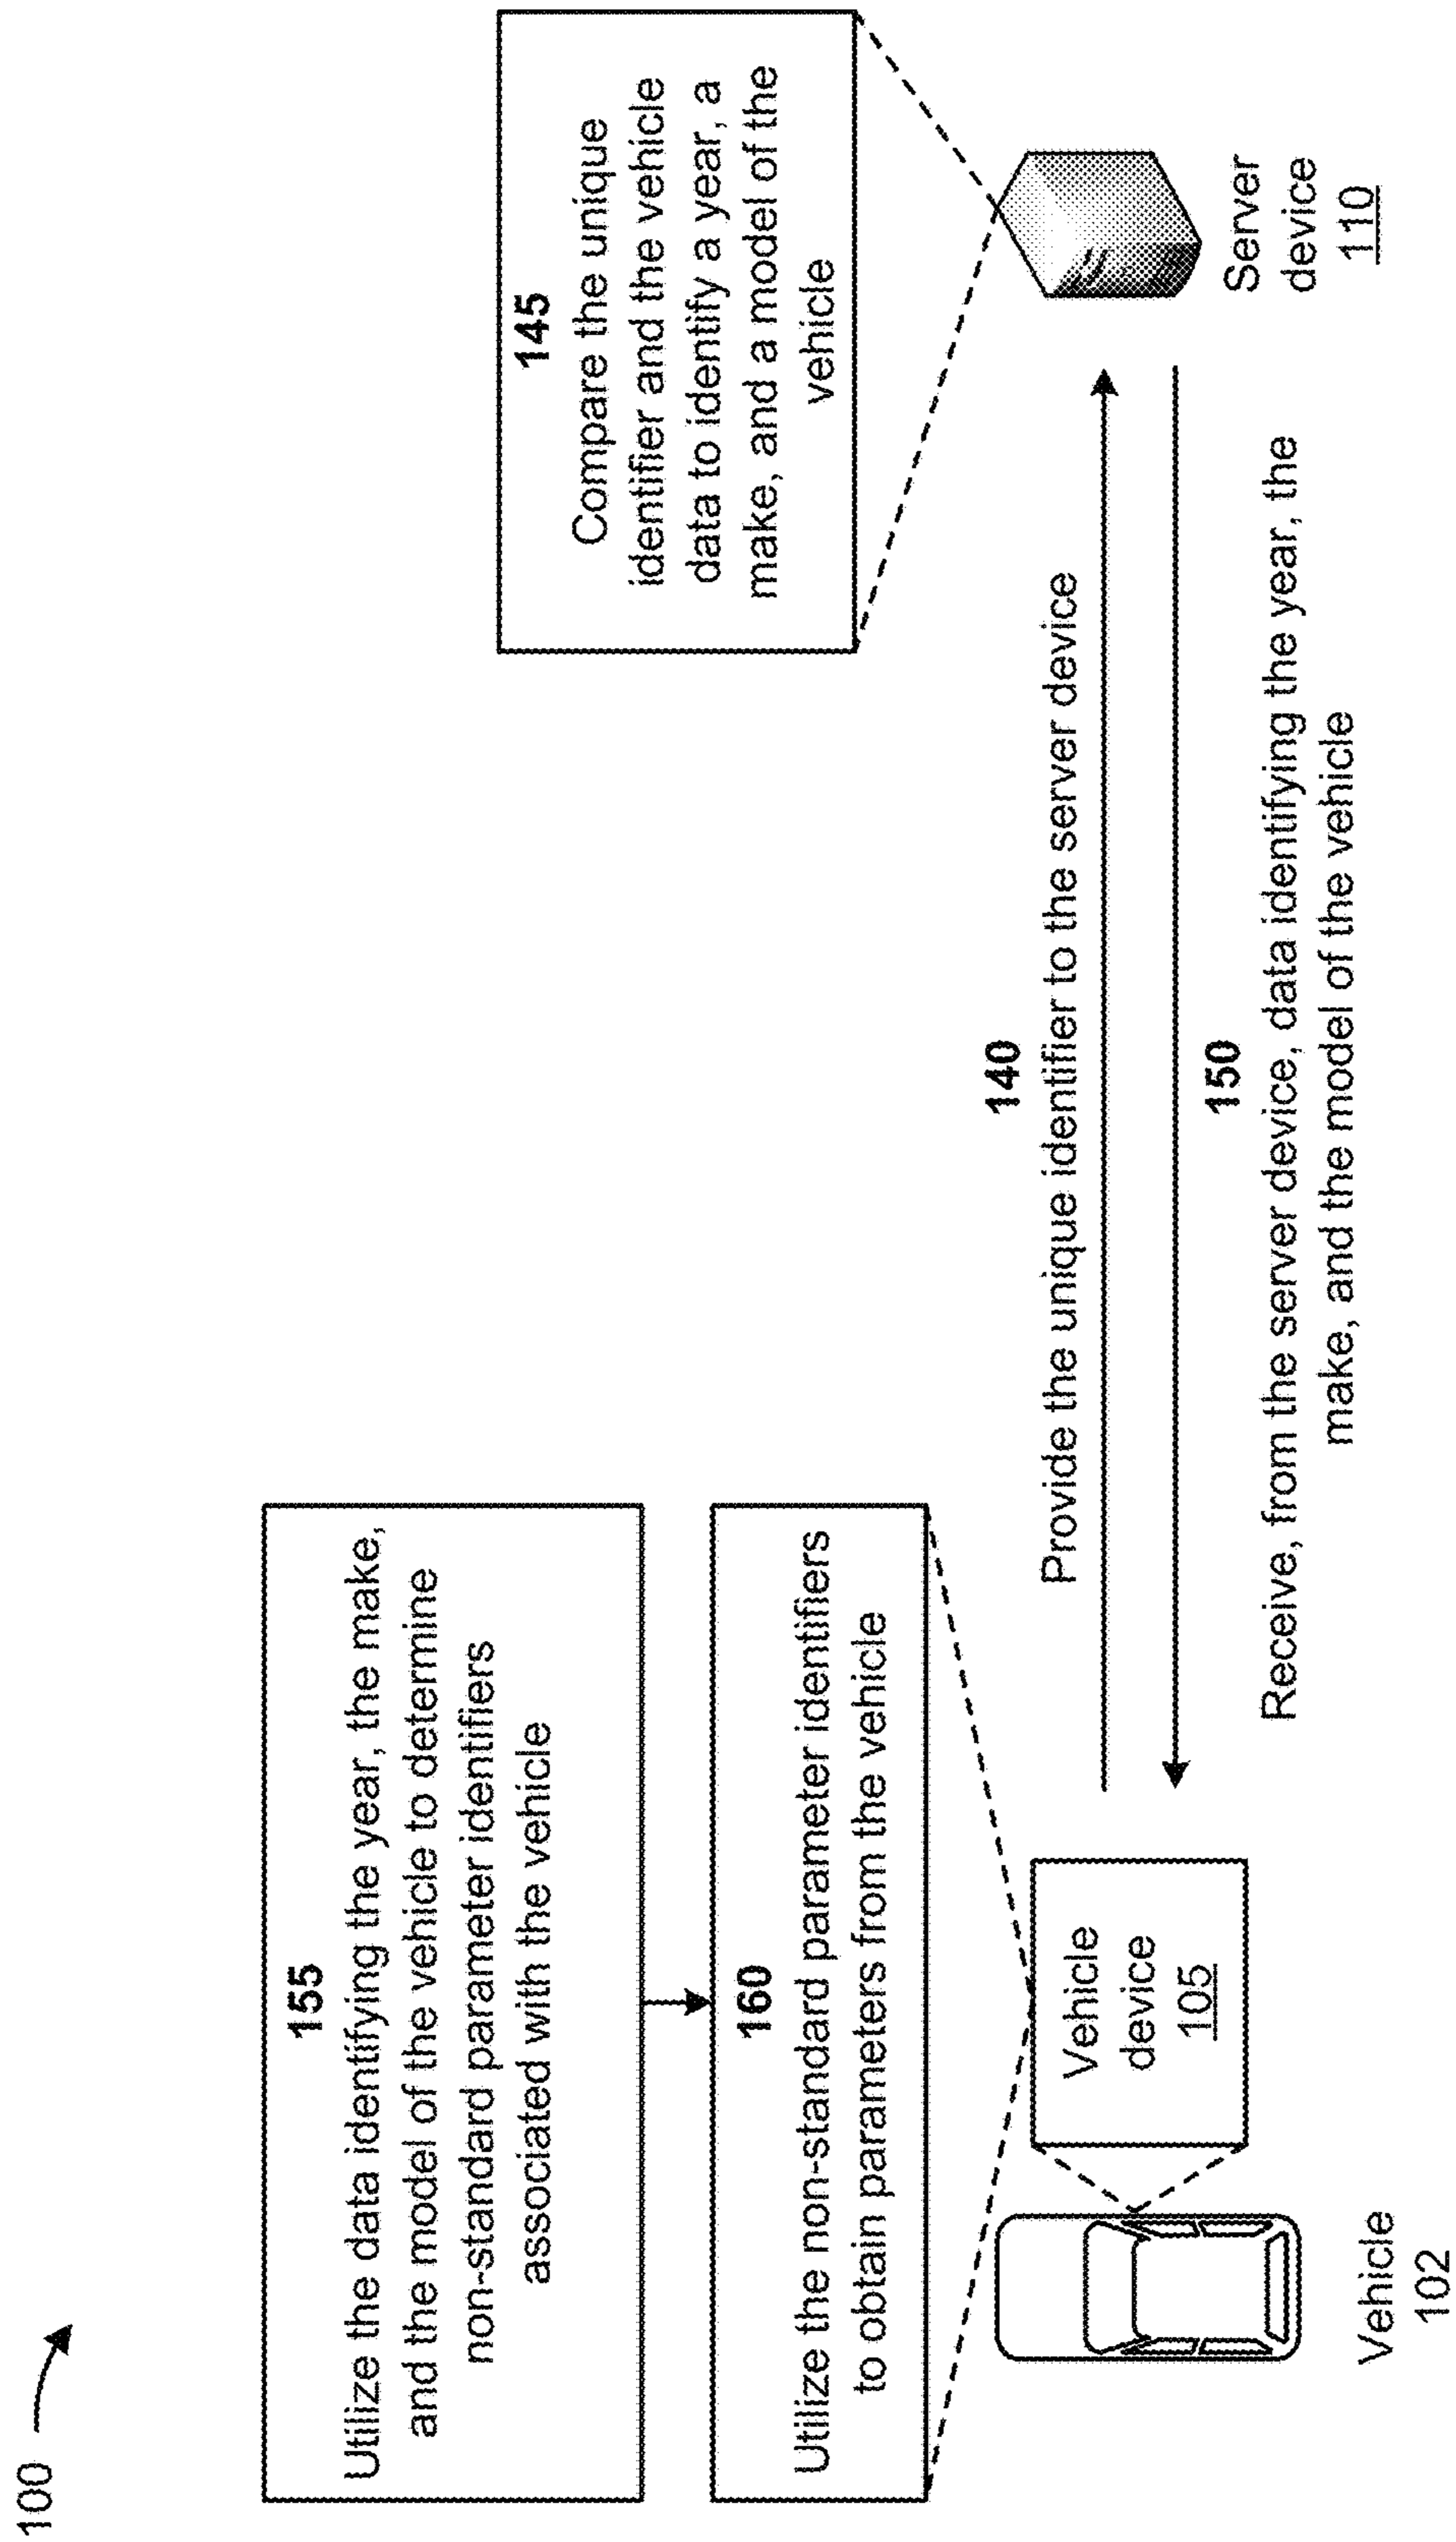 100
155
Utilize the data identifying the year, the make,
and the model of the vehicle to determine
non-standard parameter identifiers
associated with the vehicle
160
Utilize the non-standard parameter identifiers
to obtain parameters from the vehicle
145
Compare the unique
identifier and the vehicle
data to identify a year, a
make, and a model of the
vehicle
140
Provide the unique identifier to the server device
150
Receive, from the server device, data identifying the year, the
make, and the model of the vehicle
Vehicle
device
105
Vehicle
102
Server
device
110